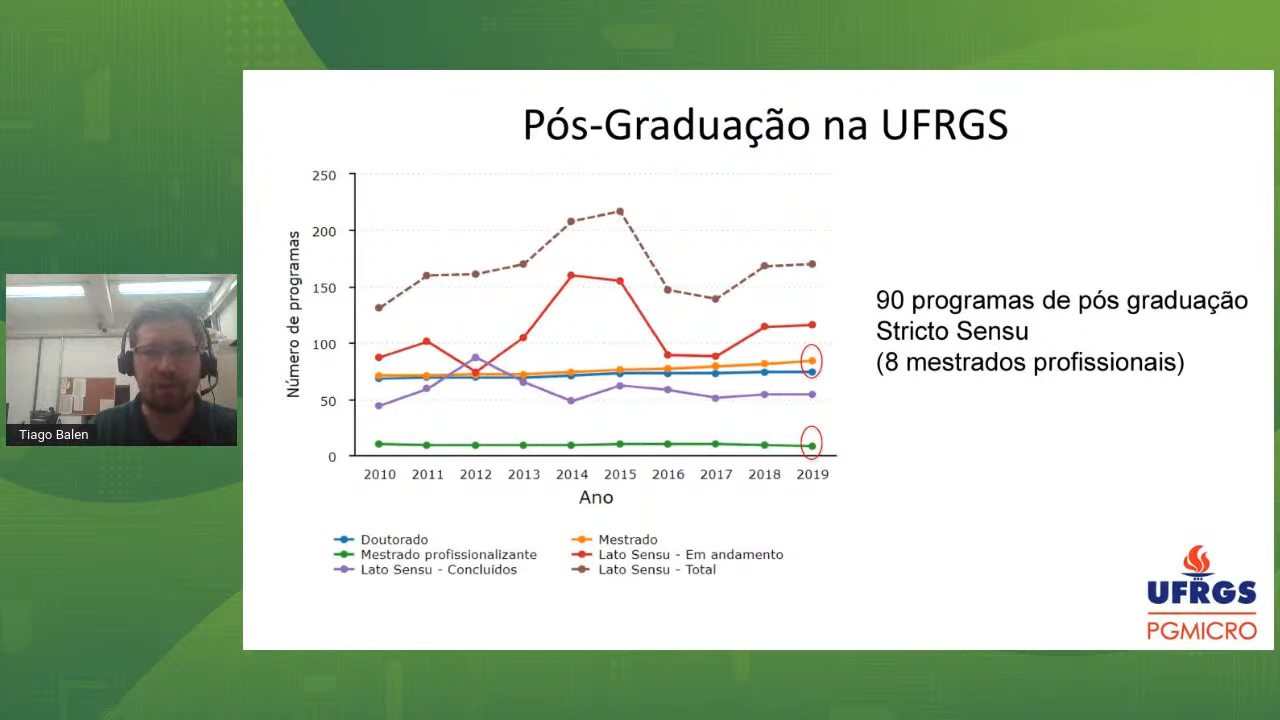 Pós-Graduação na UFRGS
250
200
150
100
50
0
Número de programas
2010 2011 2012 2013 2014 2015 2016 2017 2018 2019
Ano
Doutorado
Mestrado
Mestrado profissionalizante
Lato Sensu - Em andamento
Lato Sensu - Concluídos
Lato Sensu - Total
90 programas de pós graduação
Stricto Sensu
(8 mestrados profissionais)
Tiago Balen
UFRGS
PGMICRO